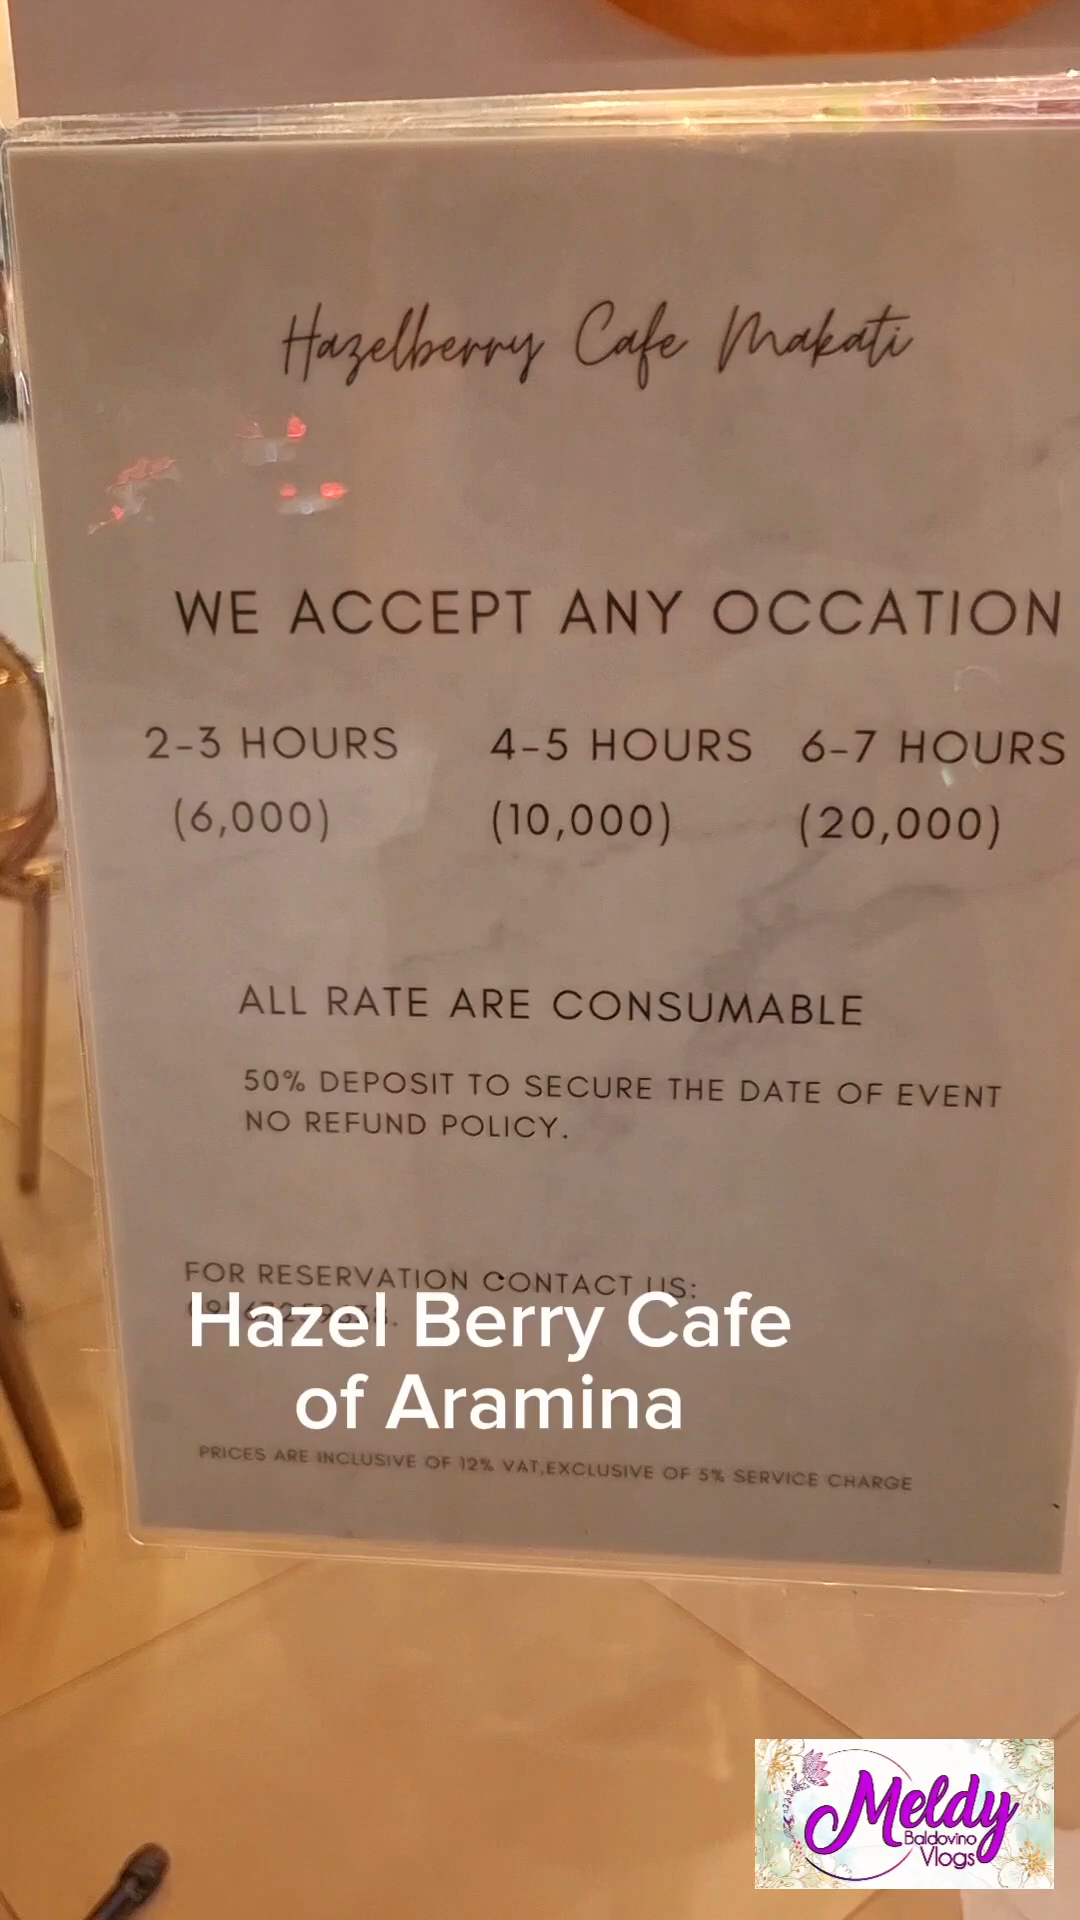 Hazelberry Cafe Makati
WE ACCEPT ANY OCCATION
2-3 HOURS 4-5 HOURS 6-7 HOURS
(6,000) (10,000) (20,000)
ALL RATE ARE CONSUMABLE
50% DEPOSIT TO SECURE THE DATE OF EVENT
NO REFUND POLICY.
FOR RESERVATION CONTACT US:
Hazel Berry Cafe
of Aramina
PRICES ARE INCLUSIVE OF 12% VAT,EXCLUSIVE OF 5% SERVICE CHARGE
Meldy
Baldovino
Vlogs